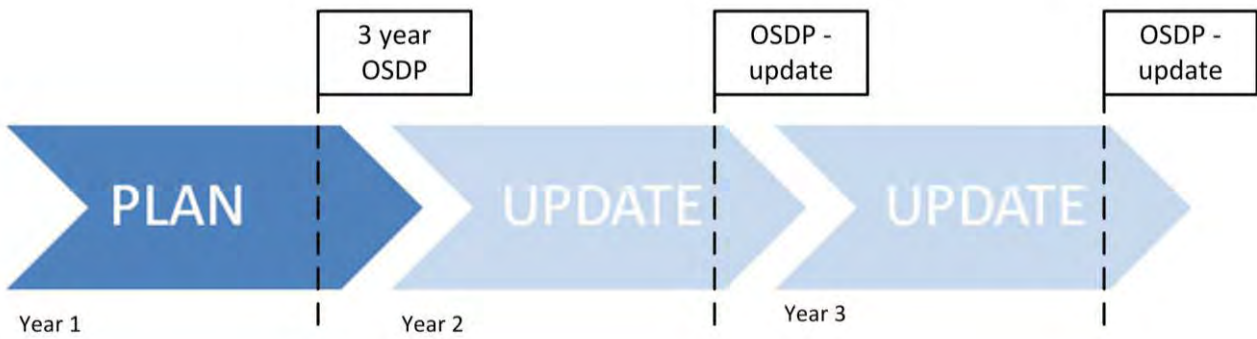 3 year
OSDP
OSDP -
update
OSDP -
update
PLAN
UPDATE
UPDATE
Year 1
Year 2
Year 3